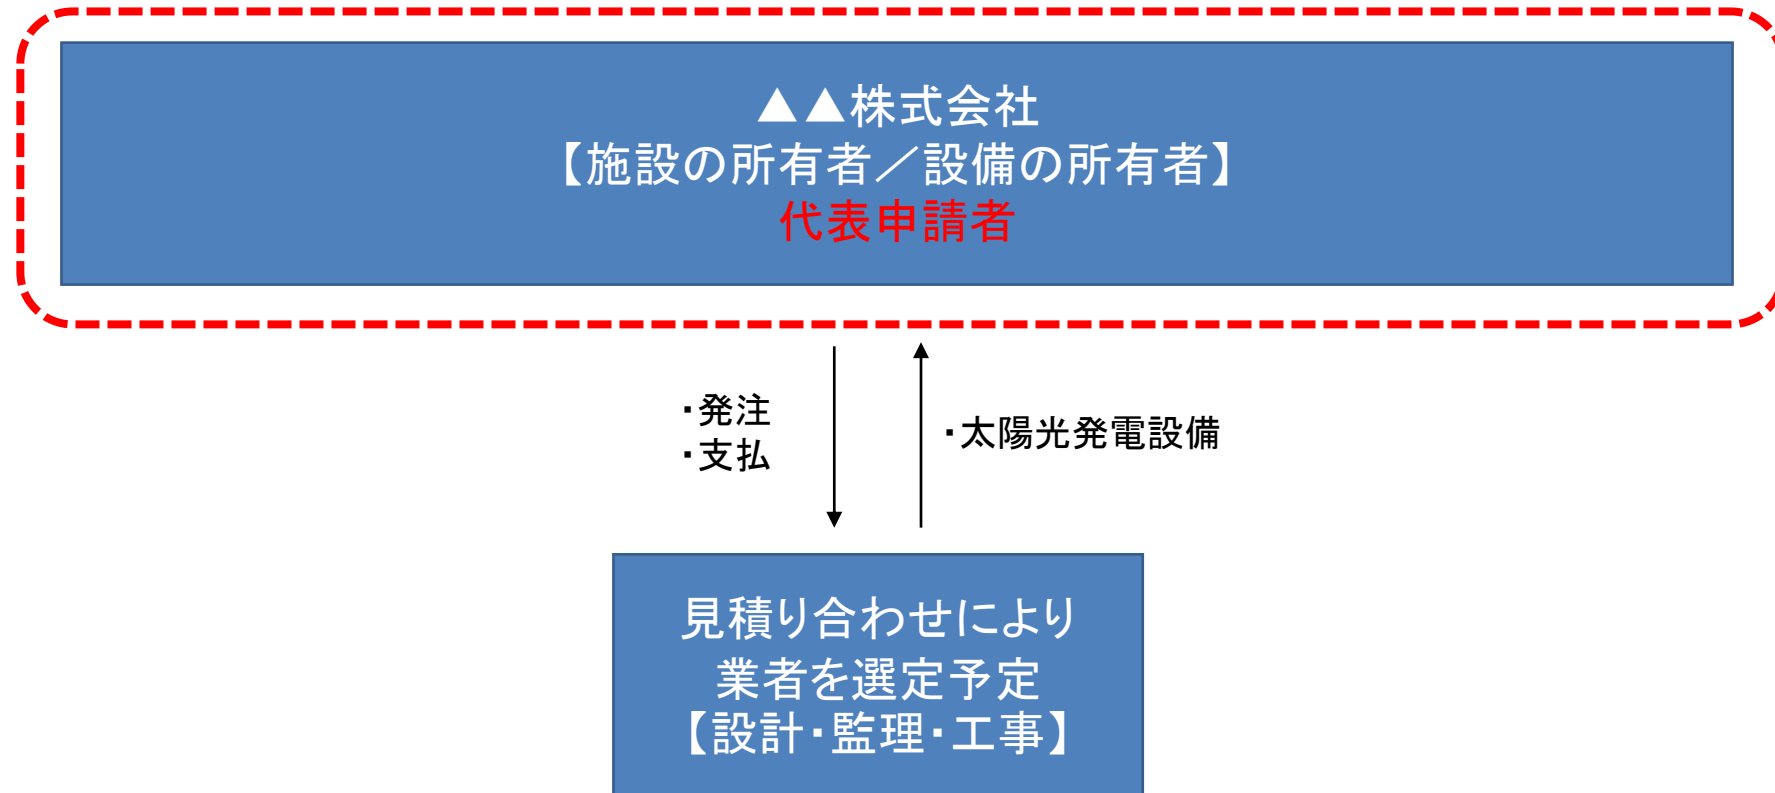 ▲▲株式会社
【施設の所有者／設備の所有者】
代表申請者
・発注
・支払
・太陽光発電設備
見積り合わせにより
業者を選定予定
【設計・監理・工事】